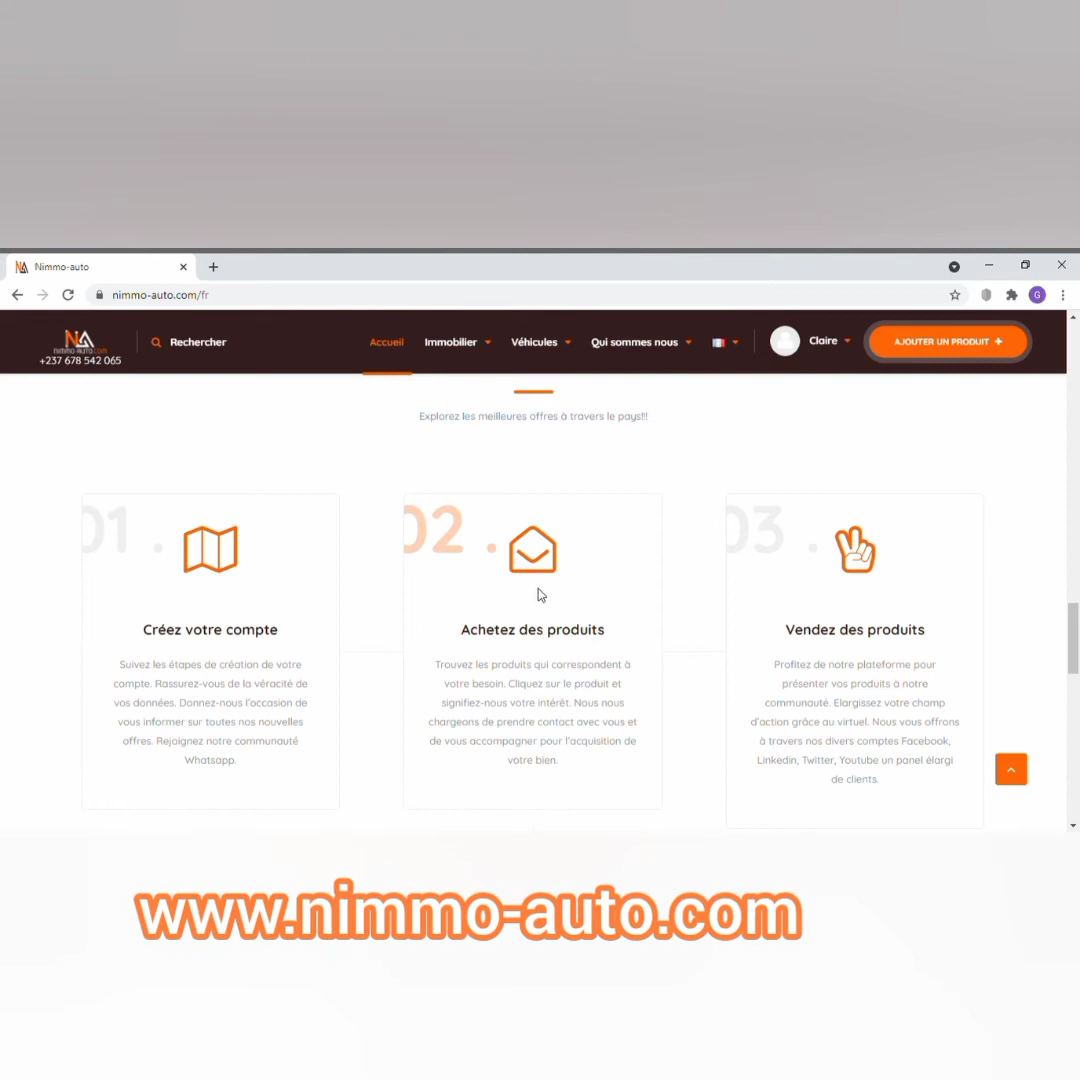 Nimmo-auto
nimmo-auto.com/fr
G
NA
nimmo-auto.com
+237 678 542 065
Rechercher
Accueil
Immobilier
Véhicules
Qui sommes nous
Claire
AJOUTER UN PRODUIT +
Explorez les meilleures offres à travers le pays!!!
01 .
Créez votre compte
Suivez les étapes de création de votre
compte. Rassurez-vous de la véracité de
vos données. Donnez-nous l'occasion de
vous informer sur toutes nos nouvelles
offres. Rejoignez notre communauté
Whatsapp.
02 .
Achetez des produits
Trouvez les produits qui correspondent à
votre besoin. Cliquez sur le produit et
signifiez-nous votre intérêt. Nous nous
chargeons de prendre contact avec vous et
de vous accompagner pour l'acquisition de
votre bien.
03 .
Vendez des produits
Profitez de notre plateforme pour
présenter vos produits à notre
communauté. Elargissez votre champ
d'action grâce au virtuel. Nous vous offrons
à travers nos divers comptes Facebook,
Linkedin, Twitter, Youtube un panel élargi
de clients.
www.nimmo-auto.com